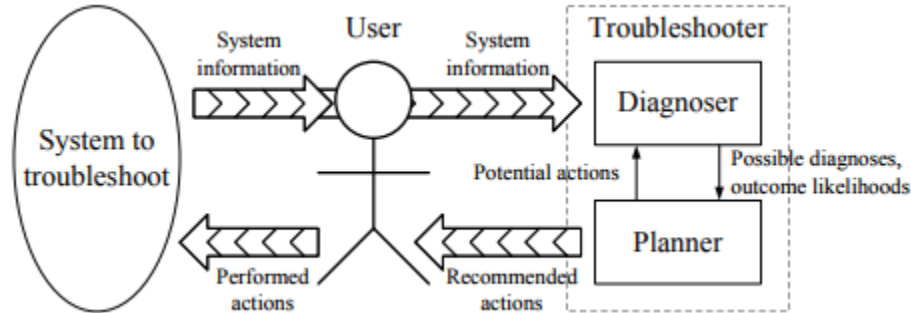 System
information
User
System
information
Troubleshooter
Diagnoser
System to
troubleshoot
Potential actions
Possible diagnoses,
outcome likelihoods
Planner
Performed
actions
Recommended
actions